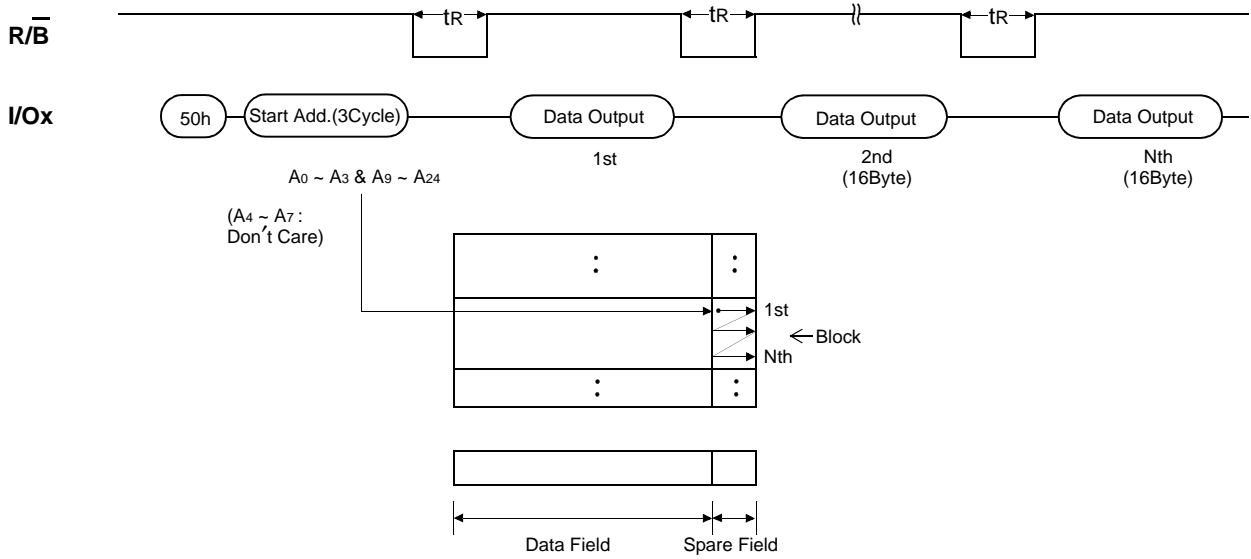 R/B
tR
tR
tR
I/Ox
50h
Start Add.(3Cycle)
Data Output
Data Output
Data Output
1st
2nd
(16Byte)
Nth
(16Byte)
A0 ~ A3 & A9 ~ A24
(A4 ~ A7 :
Don′t Care)
1st
Block
Nth
Data Field
Spare Field